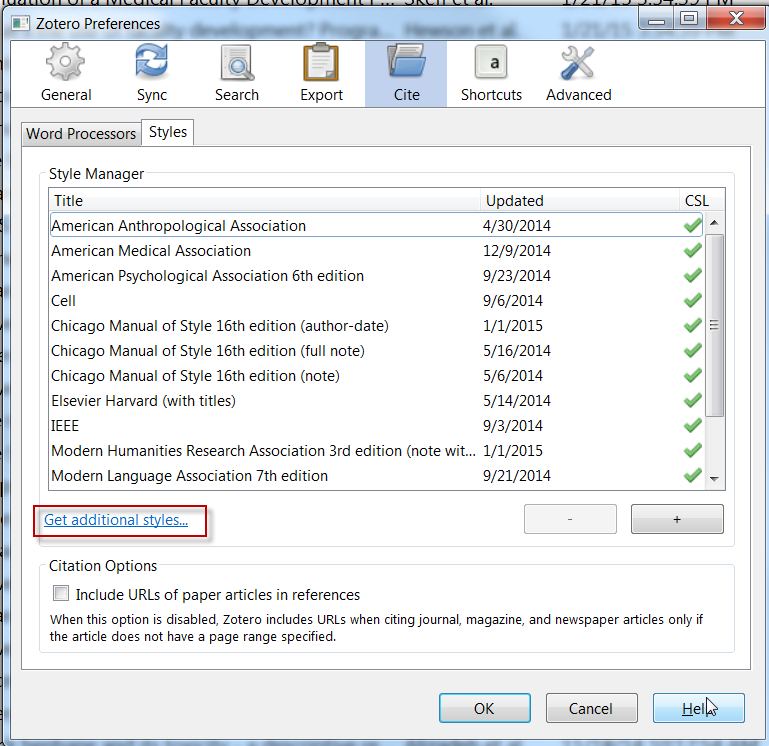 Zotero Preferences
General Sync Search Export Cite Shortcuts Advanced
a
Word Processors Styles
Style Manager
Title Updated CSL
American Anthropological Association 4/30/2014
American Medical Association 12/9/2014
American Psychological Association 6th edition 9/23/2014
Cell 9/6/2014
Chicago Manual of Style 16th edition (author-date) 1/1/2015
Chicago Manual of Style 16th edition (full note) 5/16/2014
Chicago Manual of Style 16th edition (note) 5/6/2014
Elsevier Harvard (with titles) 5/14/2014
IEEE 9/3/2014
Modern Humanities Research Association 3rd edition (note wit... 1/1/2015
Modern Language Association 7th edition 9/21/2014
Get additional styles... - +
Citation Options
Include URLs of paper articles in references
When this option is disabled, Zotero includes URLs when citing journal, magazine, and newspaper articles only if
the article does not have a page range specified.
OK Cancel Help